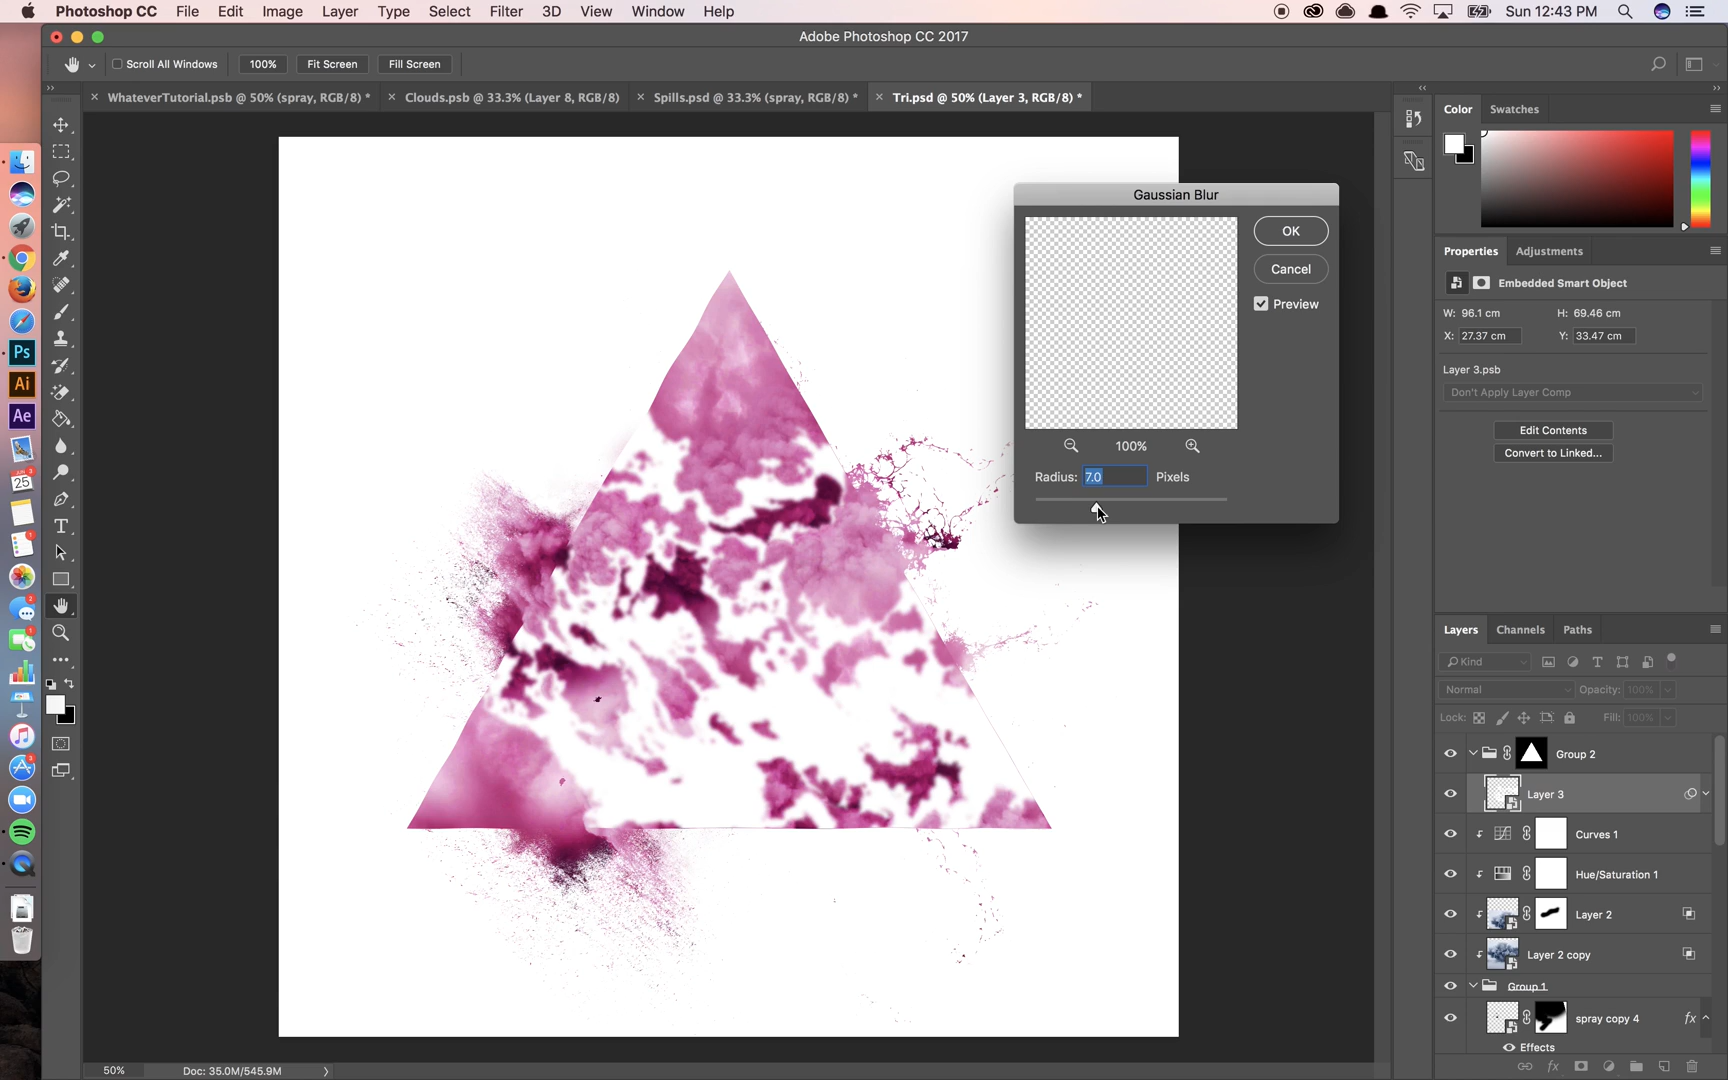 Photoshop CC File Edit Image Layer Type Select Filter 3D View Window Help
Sun 12:43 PM
Adobe Photoshop CC 2017
Scroll All Windows 100% Fit Screen Fill Screen
WhateverTutorial.psb @ 50% (spray, RGB/8) *
Clouds.psb @ 33.3% (Layer 8, RGB/8)
Spills.psd @ 33.3% (spray, RGB/8) *
Tri.psd @ 50% (Layer 3, RGB/8) *
Gaussian Blur
OK
Cancel
Preview
100%
Radius: 7.0 Pixels
Color Swatches
Properties Adjustments
Embedded Smart Object
W: 96.1 cm H: 69.46 cm
X: 27.37 cm Y: 33.47 cm
Layer 3.psb
Don't Apply Layer Comp
Edit Contents
Convert to Linked...
Layers Channels Paths
Kind
Normal Opacity: 100%
Lock: Fill: 100%
Group 2
Layer 3
Curves 1
Hue/Saturation 1
Layer 2
Layer 2 copy
Group 1
spray copy 4 fx
Effects
fx
Ps
Ai
Ae
25
50% Doc: 35.0M/545.9M